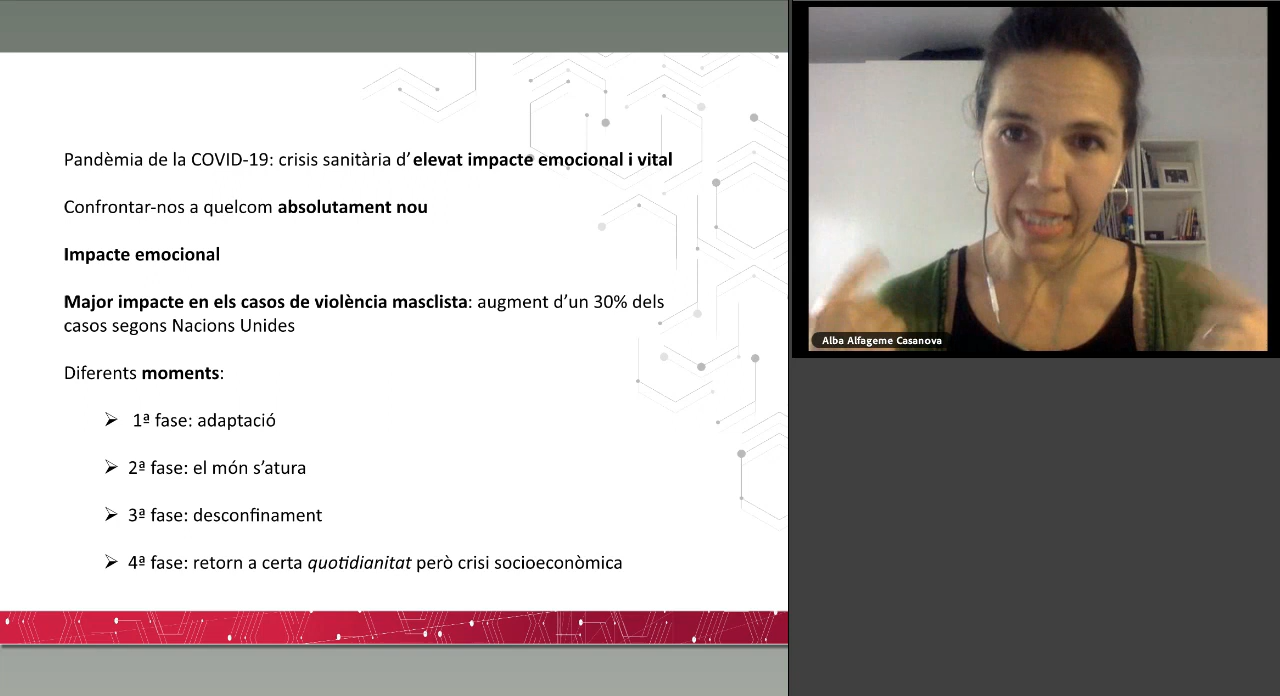 Pandèmia de la COVID-19: crisis sanitària d’elevat impacte emocional i vital
Confrontar-nos a quelcom absolutament nou
Impacte emocional
Major impacte en els casos de violència masclista: augment d’un 30% dels
casos segons Nacions Unides
Diferents moments:
➢ 1ª fase: adaptació
➢ 2ª fase: el món s’atura
➢ 3ª fase: desconfinament
➢ 4ª fase: retorn a certa quotidianitat però crisi socioeconòmica
Alba Alfageme Casanova